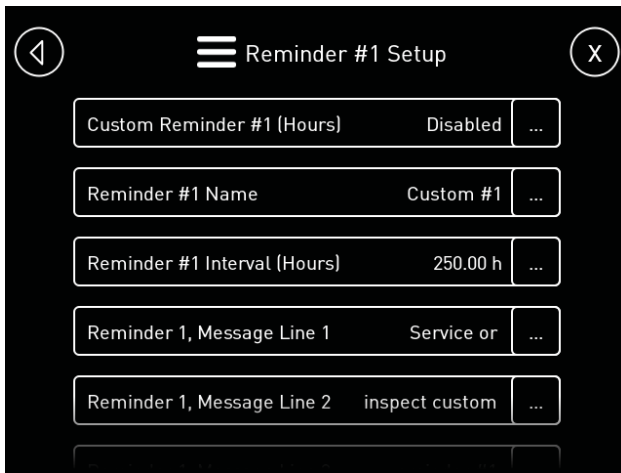 Reminder #1 Setup
X
Custom Reminder #1 (Hours) Disabled ...
Reminder #1 Name Custom #1 ...
Reminder #1 Interval (Hours) 250.00 h ...
Reminder 1, Message Line 1 Service or ...
Reminder 1, Message Line 2 inspect custom ...